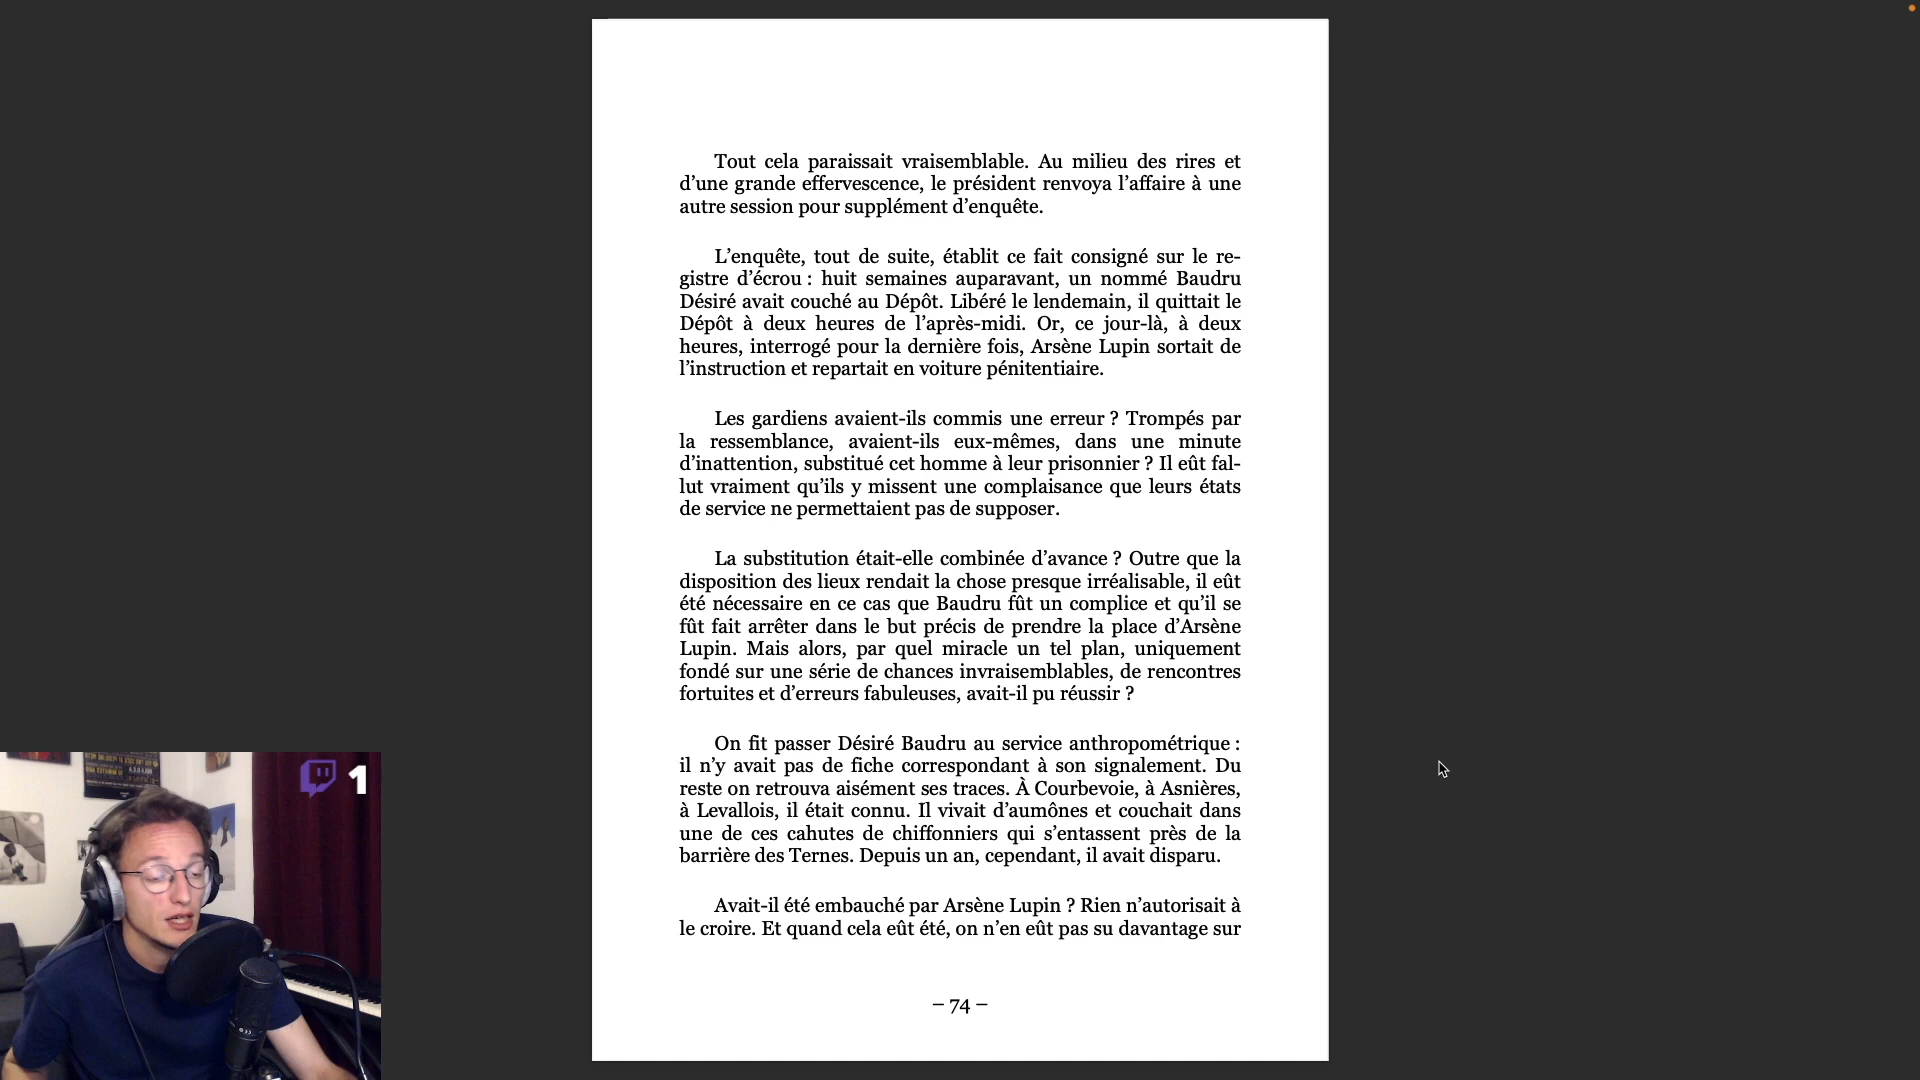 Tout cela paraissait vraisemblable. Au milieu des rires et
d’une grande effervescence, le président renvoya l’affaire à une
autre session pour supplément d’enquête.
L’enquête, tout de suite, établit ce fait consigné sur le re-
gistre d’écrou : huit semaines auparavant, un nommé Baudru
Désiré avait couché au Dépôt. Libéré le lendemain, il quittait le
Dépôt à deux heures de l’après-midi. Or, ce jour-là, à deux
heures, interrogé pour la dernière fois, Arsène Lupin sortait de
l’instruction et repartait en voiture pénitentiaire.
Les gardiens avaient-ils commis une erreur ? Trompés par
la ressemblance, avaient-ils eux-mêmes, dans une minute
d’inattention, substitué cet homme à leur prisonnier ? Il eût fal-
lut vraiment qu’ils y missent une complaisance que leurs états
de service ne permettaient pas de supposer.
La substitution était-elle combinée d’avance ? Outre que la
disposition des lieux rendait la chose presque irréalisable, il eût
été nécessaire en ce cas que Baudru fût un complice et qu’il se
fût fait arrêter dans le but précis de prendre la place d’Arsène
Lupin. Mais alors, par quel miracle un tel plan, uniquement
fondé sur une série de chances invraisemblables, de rencontres
fortuites et d’erreurs fabuleuses, avait-il pu réussir ?
On fit passer Désiré Baudru au service anthropométrique :
il n’y avait pas de fiche correspondant à son signalement. Du
reste on retrouva aisément ses traces. À Courbevoie, à Asnières,
à Levallois, il était connu. Il vivait d’aumônes et couchait dans
une de ces cahutes de chiffonniers qui s’entassent près de la
barrière des Ternes. Depuis un an, cependant, il avait disparu.
Avait-il été embauché par Arsène Lupin ? Rien n’autorisait à
le croire. Et quand cela eût été, on n’en eût pas su davantage sur
– 74 –
1